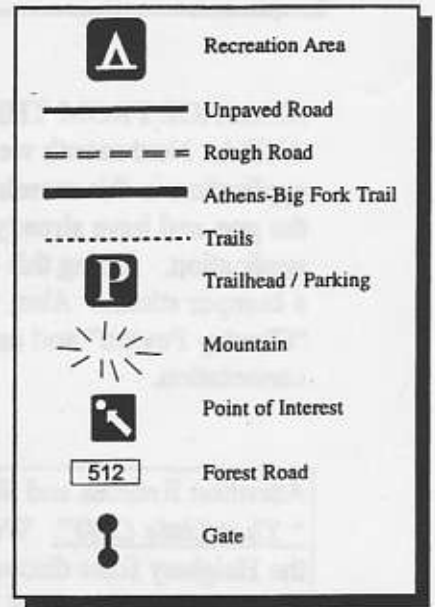 Recreation Area
Unpaved Road
Rough Road
Athens-Big Fork Trail
Trails
P Trailhead / Parking
Mountain
Point of Interest
512 Forest Road
Gate